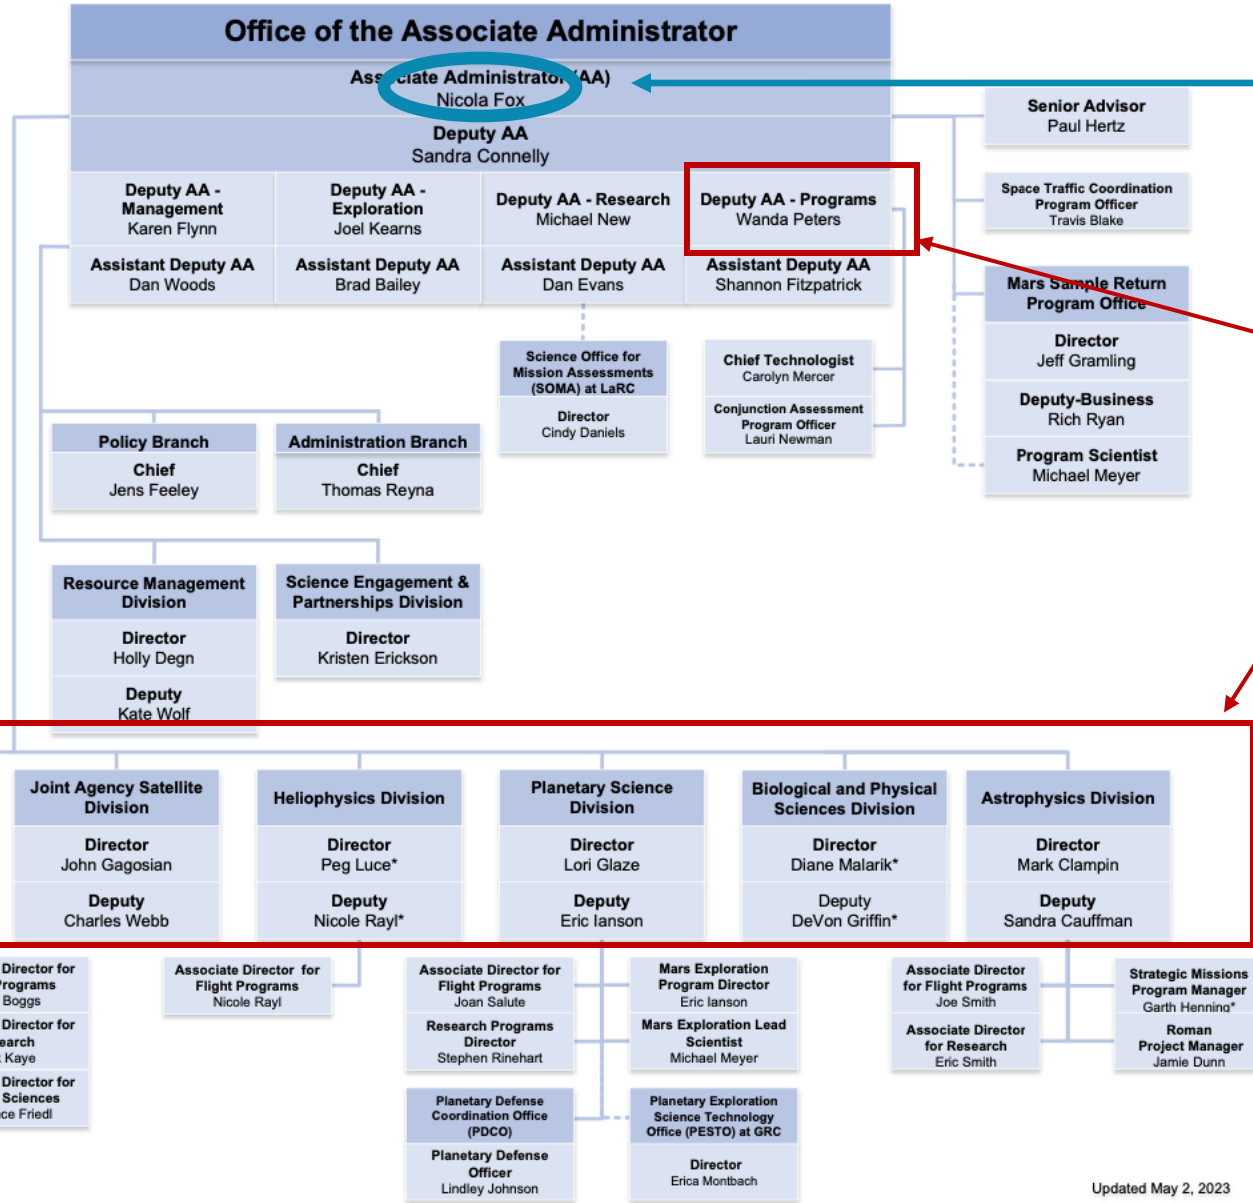 Office of the Associate Administrator
Associate Administrator (AA)
Nicola Fox
Deputy AA
Sandra Connelly
Deputy AA -
Management
Karen Flynn
Deputy AA -
Exploration
Joel Kearns
Deputy AA - Research
Michael New
Deputy AA - Programs
Wanda Peters
Assistant Deputy AA
Dan Woods
Assistant Deputy AA
Brad Bailey
Assistant Deputy AA
Dan Evans
Assistant Deputy AA
Shannon Fitzpatrick
Senior Advisor
Paul Hertz
Space Traffic Coordination
Program Officer
Travis Blake
Mars Sample Return
Program Office
Director
Jeff Gramling
Deputy-Business
Rich Ryan
Program Scientist
Michael Meyer
Science Office for
Mission Assessments
(SOMA) at LaRC
Director
Cindy Daniels
Chief Technologist
Carolyn Mercer
Conjunction Assessment
Program Officer
Lauri Newman
Policy Branch
Chief
Jens Feeley
Administration Branch
Chief
Thomas Reyna
Resource Management
Division
Director
Holly Degn
Deputy
Kate Wolf
Science Engagement &
Partnerships Division
Director
Kristen Erickson
Joint Agency Satellite
Division
Director
John Gagosian
Deputy
Charles Webb
Heliophysics Division
Director
Peg Luce*
Deputy
Nicole Rayl*
Planetary Science
Division
Director
Lori Glaze
Deputy
Eric Ianson
Biological and Physical
Sciences Division
Director
Diane Malarik*
Deputy
DeVon Griffin*
Astrophysics Division
Director
Mark Clampin
Deputy
Sandra Cauffman
Director for
Boggs
Director for
Kaye
Director for
Sciences
Friedl
Associate Director for
Flight Programs
Nicole Rayl
Associate Director for
Flight Programs
Joan Salute
Research Programs
Director
Stephen Rinehart
Mars Exploration
Program Director
Eric Ianson
Mars Exploration Lead
Scientist
Michael Meyer
Planetary Defense
Coordination Office
(PDCO)
Planetary Defense
Officer
Lindley Johnson
Planetary Exploration
Science Technology
Office (PESTO) at GRC
Director
Erica Montbach
Associate Director
for Flight Programs
Joe Smith
Associate Director
for Research
Eric Smith
Strategic Missions
Program Manager
Garth Henning*
Roman
Project Manager
Jamie Dunn
Updated May 2, 2023